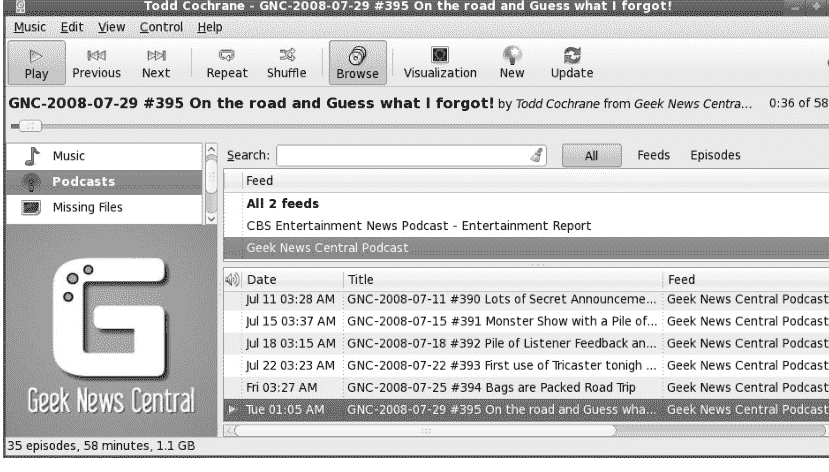 Todd Cochrane - GNC-2008-07-29 #395 On the road and Guess what I forgot!
Music Edit View Control Help
Play Previous Next Repeat Shuffle Browse Visualization New Update
GNC-2008-07-29 #395 On the road and Guess what I forgot! by Todd Cochrane from Geek News Centra... 0:36 of 58
Music
Podcasts
Missing Files
Search: All Feeds Episodes
Feed
All 2 feeds
CBS Entertainment News Podcast - Entertainment Report
Geek News Central Podcast
Date Title Feed
Jul 11 03:28 AM GNC-2008-07-11 #390 Lots of Secret Announceme... Geek News Central Podcast
Jul 15 03:37 AM GNC-2008-07-15 #391 Monster Show with a Pile of... Geek News Central Podcast
Jul 18 03:15 AM GNC-2008-07-18 #392 Pile of Listener Feedback an... Geek News Central Podcast
Jul 22 03:23 AM GNC-2008-07-22 #393 First use of Tricaster tonigh ... Geek News Central Podcast
Fri 03:27 AM GNC-2008-07-25 #394 Bags are Packed Road Trip Geek News Central Podcast
Tue 01:05 AM GNC-2008-07-29 #395 On the road and Guess wha... Geek News Central Podcast
G
Geek News Central
35 episodes, 58 minutes, 1.1 GB